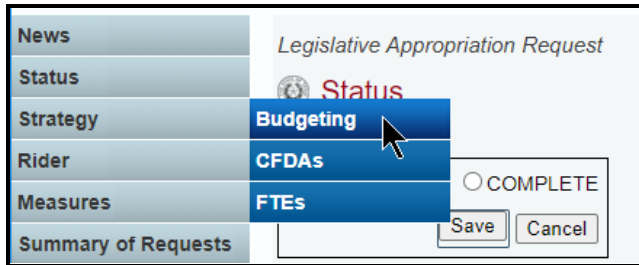 News
Status
Strategy
Rider
Measures
Summary of Requests
Budgeting
CFDAs
FTEs
Legislative Appropriation Request
Status
COMPLETE
Save Cancel